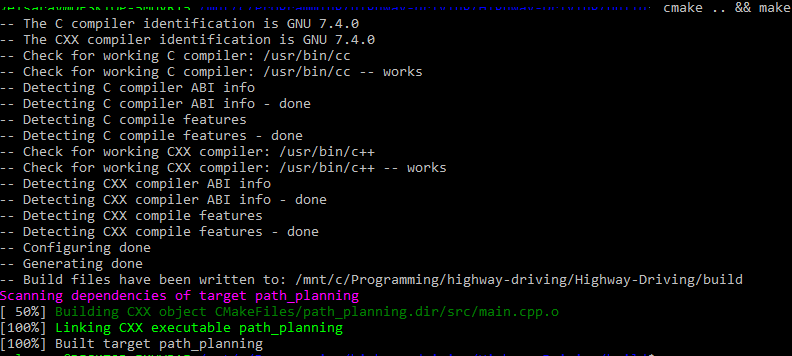 cmake .. && make
-- The C compiler identification is GNU 7.4.0
-- The CXX compiler identification is GNU 7.4.0
-- Check for working C compiler: /usr/bin/cc
-- Check for working C compiler: /usr/bin/cc -- works
-- Detecting C compiler ABI info
-- Detecting C compiler ABI info - done
-- Detecting C compile features
-- Detecting C compile features - done
-- Check for working CXX compiler: /usr/bin/c++
-- Check for working CXX compiler: /usr/bin/c++ -- works
-- Detecting CXX compiler ABI info
-- Detecting CXX compiler ABI info - done
-- Detecting CXX compile features
-- Detecting CXX compile features - done
-- Configuring done
-- Generating done
-- Build files have been written to: /mnt/c/Programming/highway-driving/Highway-Driving/build
Scanning dependencies of target path_planning
[ 50%] Building CXX object CMakeFiles/path_planning.dir/src/main.cpp.o
[100%] Linking CXX executable path_planning
[100%] Built target path_planning